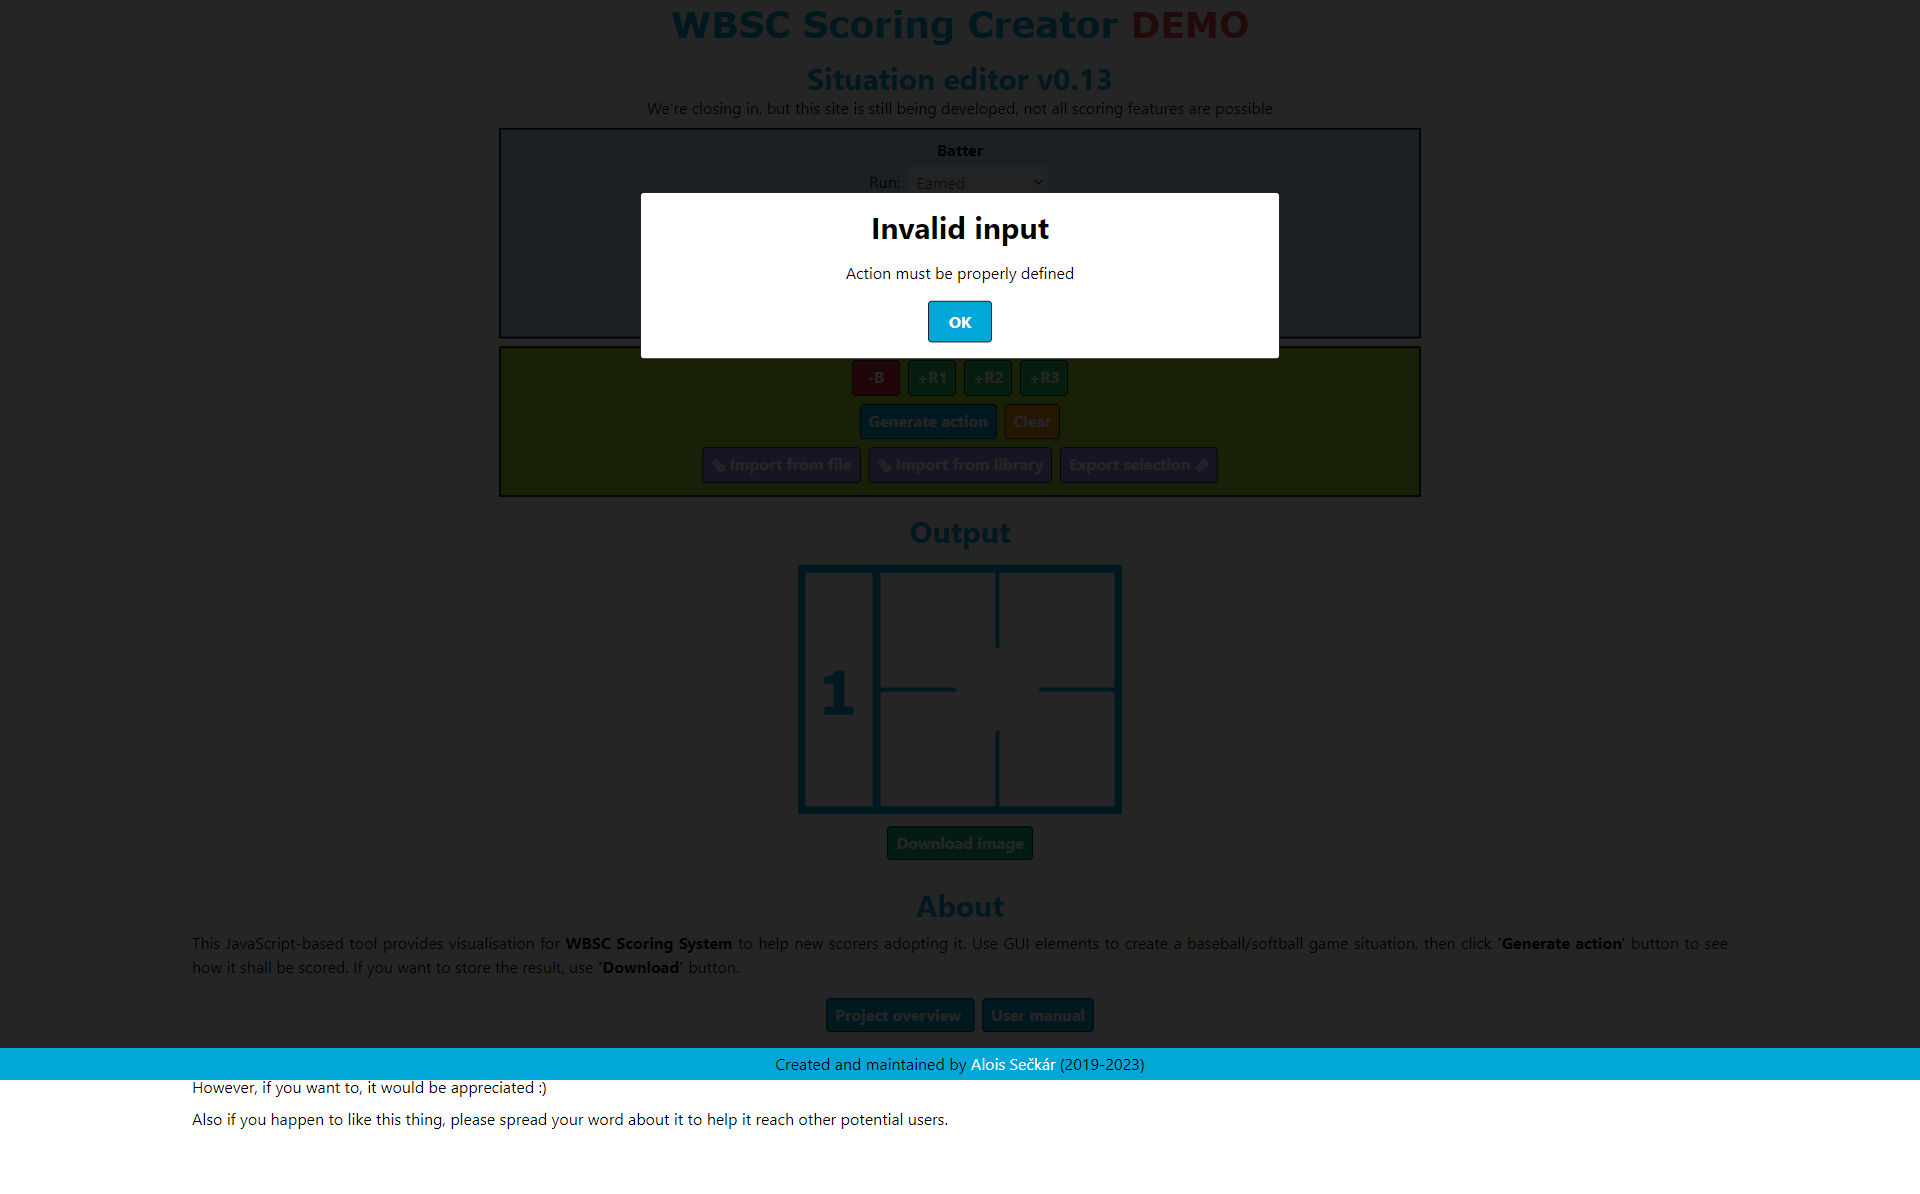 WBSC Scoring Creator DEMO
Situation editor v0.13
We're closing in, but this site is still being developed, not all scoring features are possible
Batter
Run: Earned
Invalid input
Action must be properly defined
OK
-B +R1 +R2 +R3
Generate action Clear
Import from file Import from library Export selection
Output
1
Download image
About
This JavaScript-based tool provides visualisation for WBSC Scoring System to help new scorers adopting it. Use GUI elements to create a baseball/softball game situation, then click 'Generate action' button to see
how it shall be scored. If you want to store the result, use 'Download' button.
Project overview User manual
Created and maintained by Alois Sečkár (2019-2023)
However, if you want to, it would be appreciated :)
Also if you happen to like this thing, please spread your word about it to help it reach other potential users.